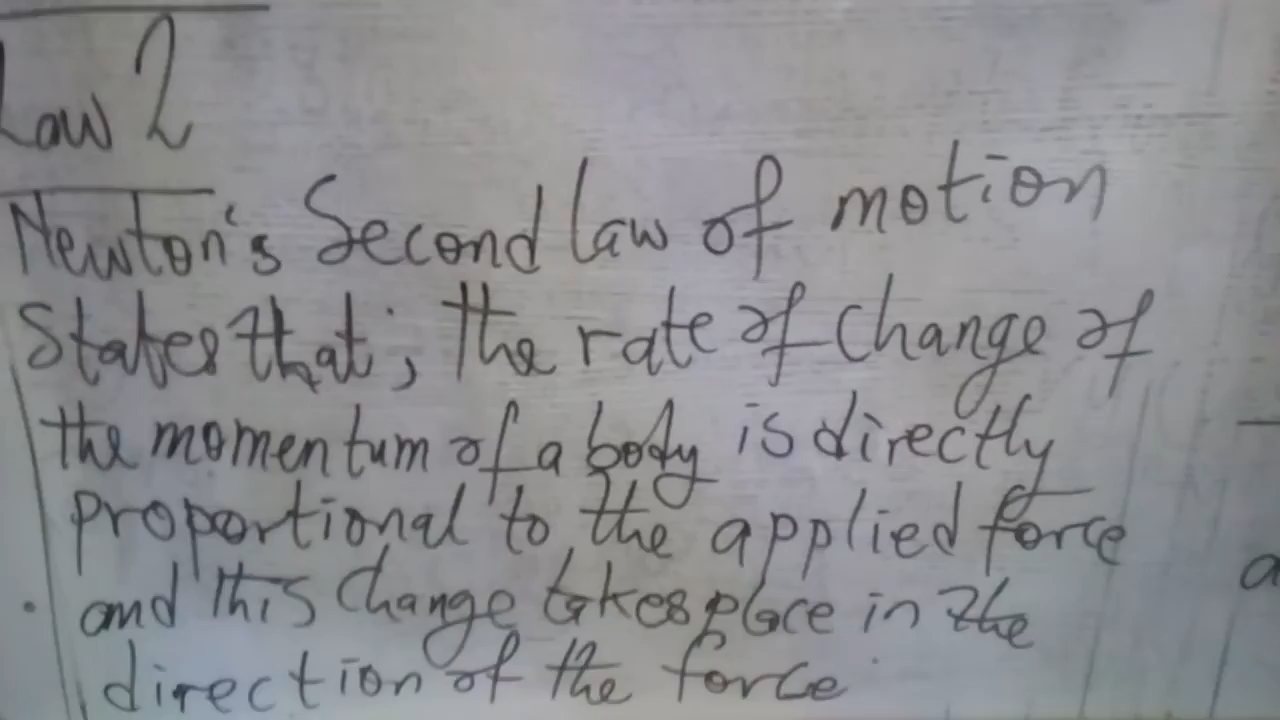 Law 2
Newton's Second law of motion
States that; the rate of change of
the momentum of a body is directly
proportional to the applied force
and this change takes place in the
direction of the force
a